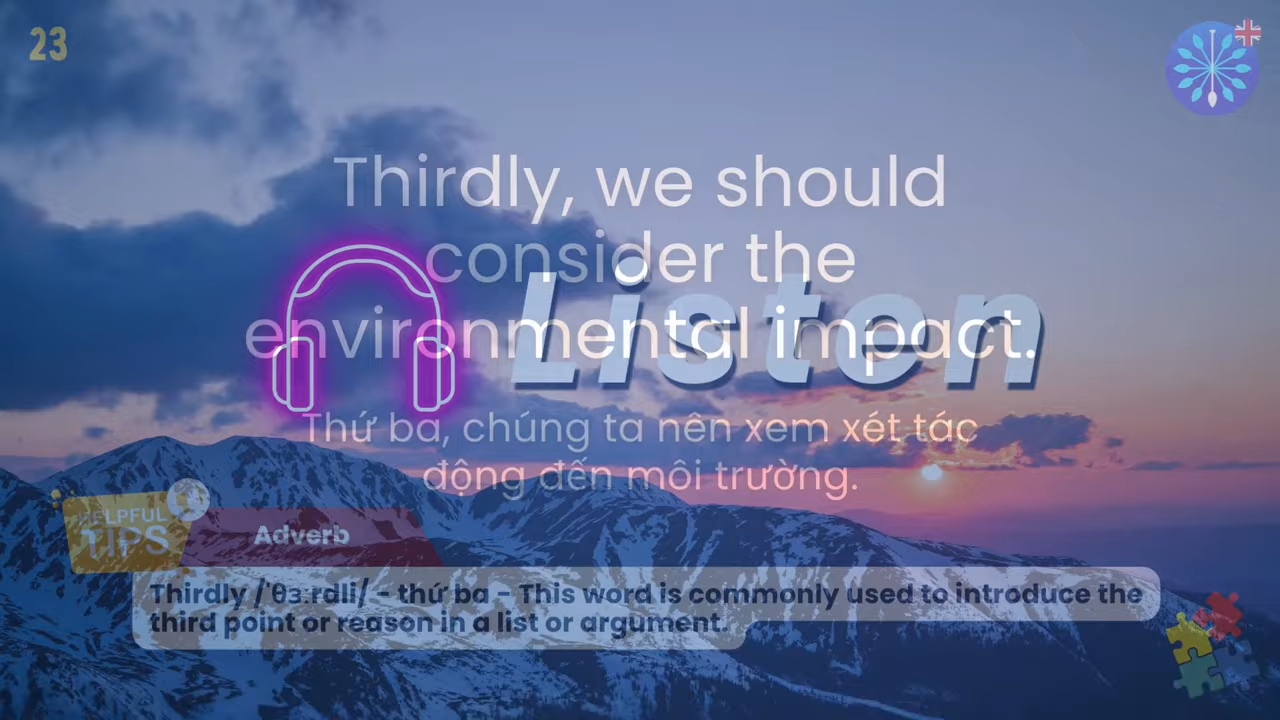 23
Thirdly, we should
consider the
environmental impact.
Listen
Thứ ba, chúng ta nên xem xét tác
động đến môi trường.
HELPFUL
TIPS
Adverb
Thirdly /ˈθɜːrdli/ - thứ ba - This word is commonly used to introduce the
third point or reason in a list or argument.